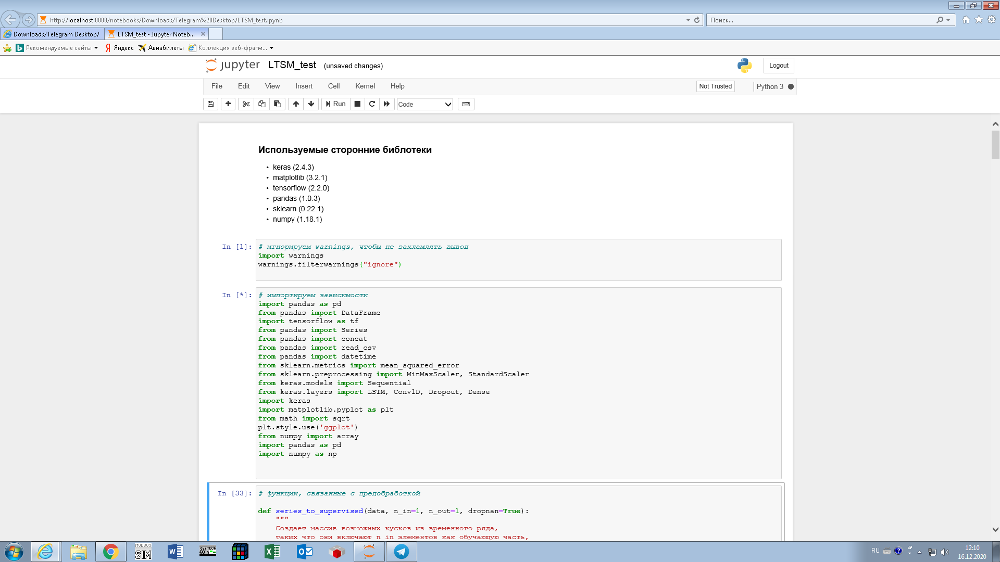 http://localhost:8888/notebooks/Downloads/Telegram%20Desktop/LTSM_test.ipynb
Поиск...
Downloads/Telegram Desktop/
LTSM_test - Jupyter Noteb...
Рекомендуемые сайты
Яндекс
Авиабилеты
Коллекция веб-фрагм...
jupyter
LTSM_test
(unsaved changes)
Logout
File Edit View Insert Cell Kernel Help
Not Trusted
Python 3
Run
Code
Используемые сторонние библотеки
• keras (2.4.3)
• matplotlib (3.2.1)
• tensorflow (2.2.0)
• pandas (1.0.3)
• sklearn (0.22.1)
• numpy (1.18.1)
In [1]:
# игнорируем warnings, чтобы не захламлять вывод
import warnings
warnings.filterwarnings("ignore")
In [*]:
# импортируем зависимости
import pandas as pd
from pandas import DataFrame
import tensorflow as tf
from pandas import Series
from pandas import concat
from pandas import read_csv
from pandas import datetime
from sklearn.metrics import mean_squared_error
from sklearn.preprocessing import MinMaxScaler, StandardScaler
from keras.models import Sequential
from keras.layers import LSTM, Conv1D, Dropout, Dense
import keras
import matplotlib.pyplot as plt
from math import sqrt
plt.style.use('ggplot')
from numpy import array
import pandas as pd
import numpy as np
In [33]:
# функции, связанные с предобработкой
def series_to_supervised(data, n_in=1, n_out=1, dropnan=True):
"""
Создает массив возможных кусков из временного ряда,
таких что они включают n_in элементов как обучающую часть,
MODBUS
SIM
WinTECH
RU
12:10
16.12.2020